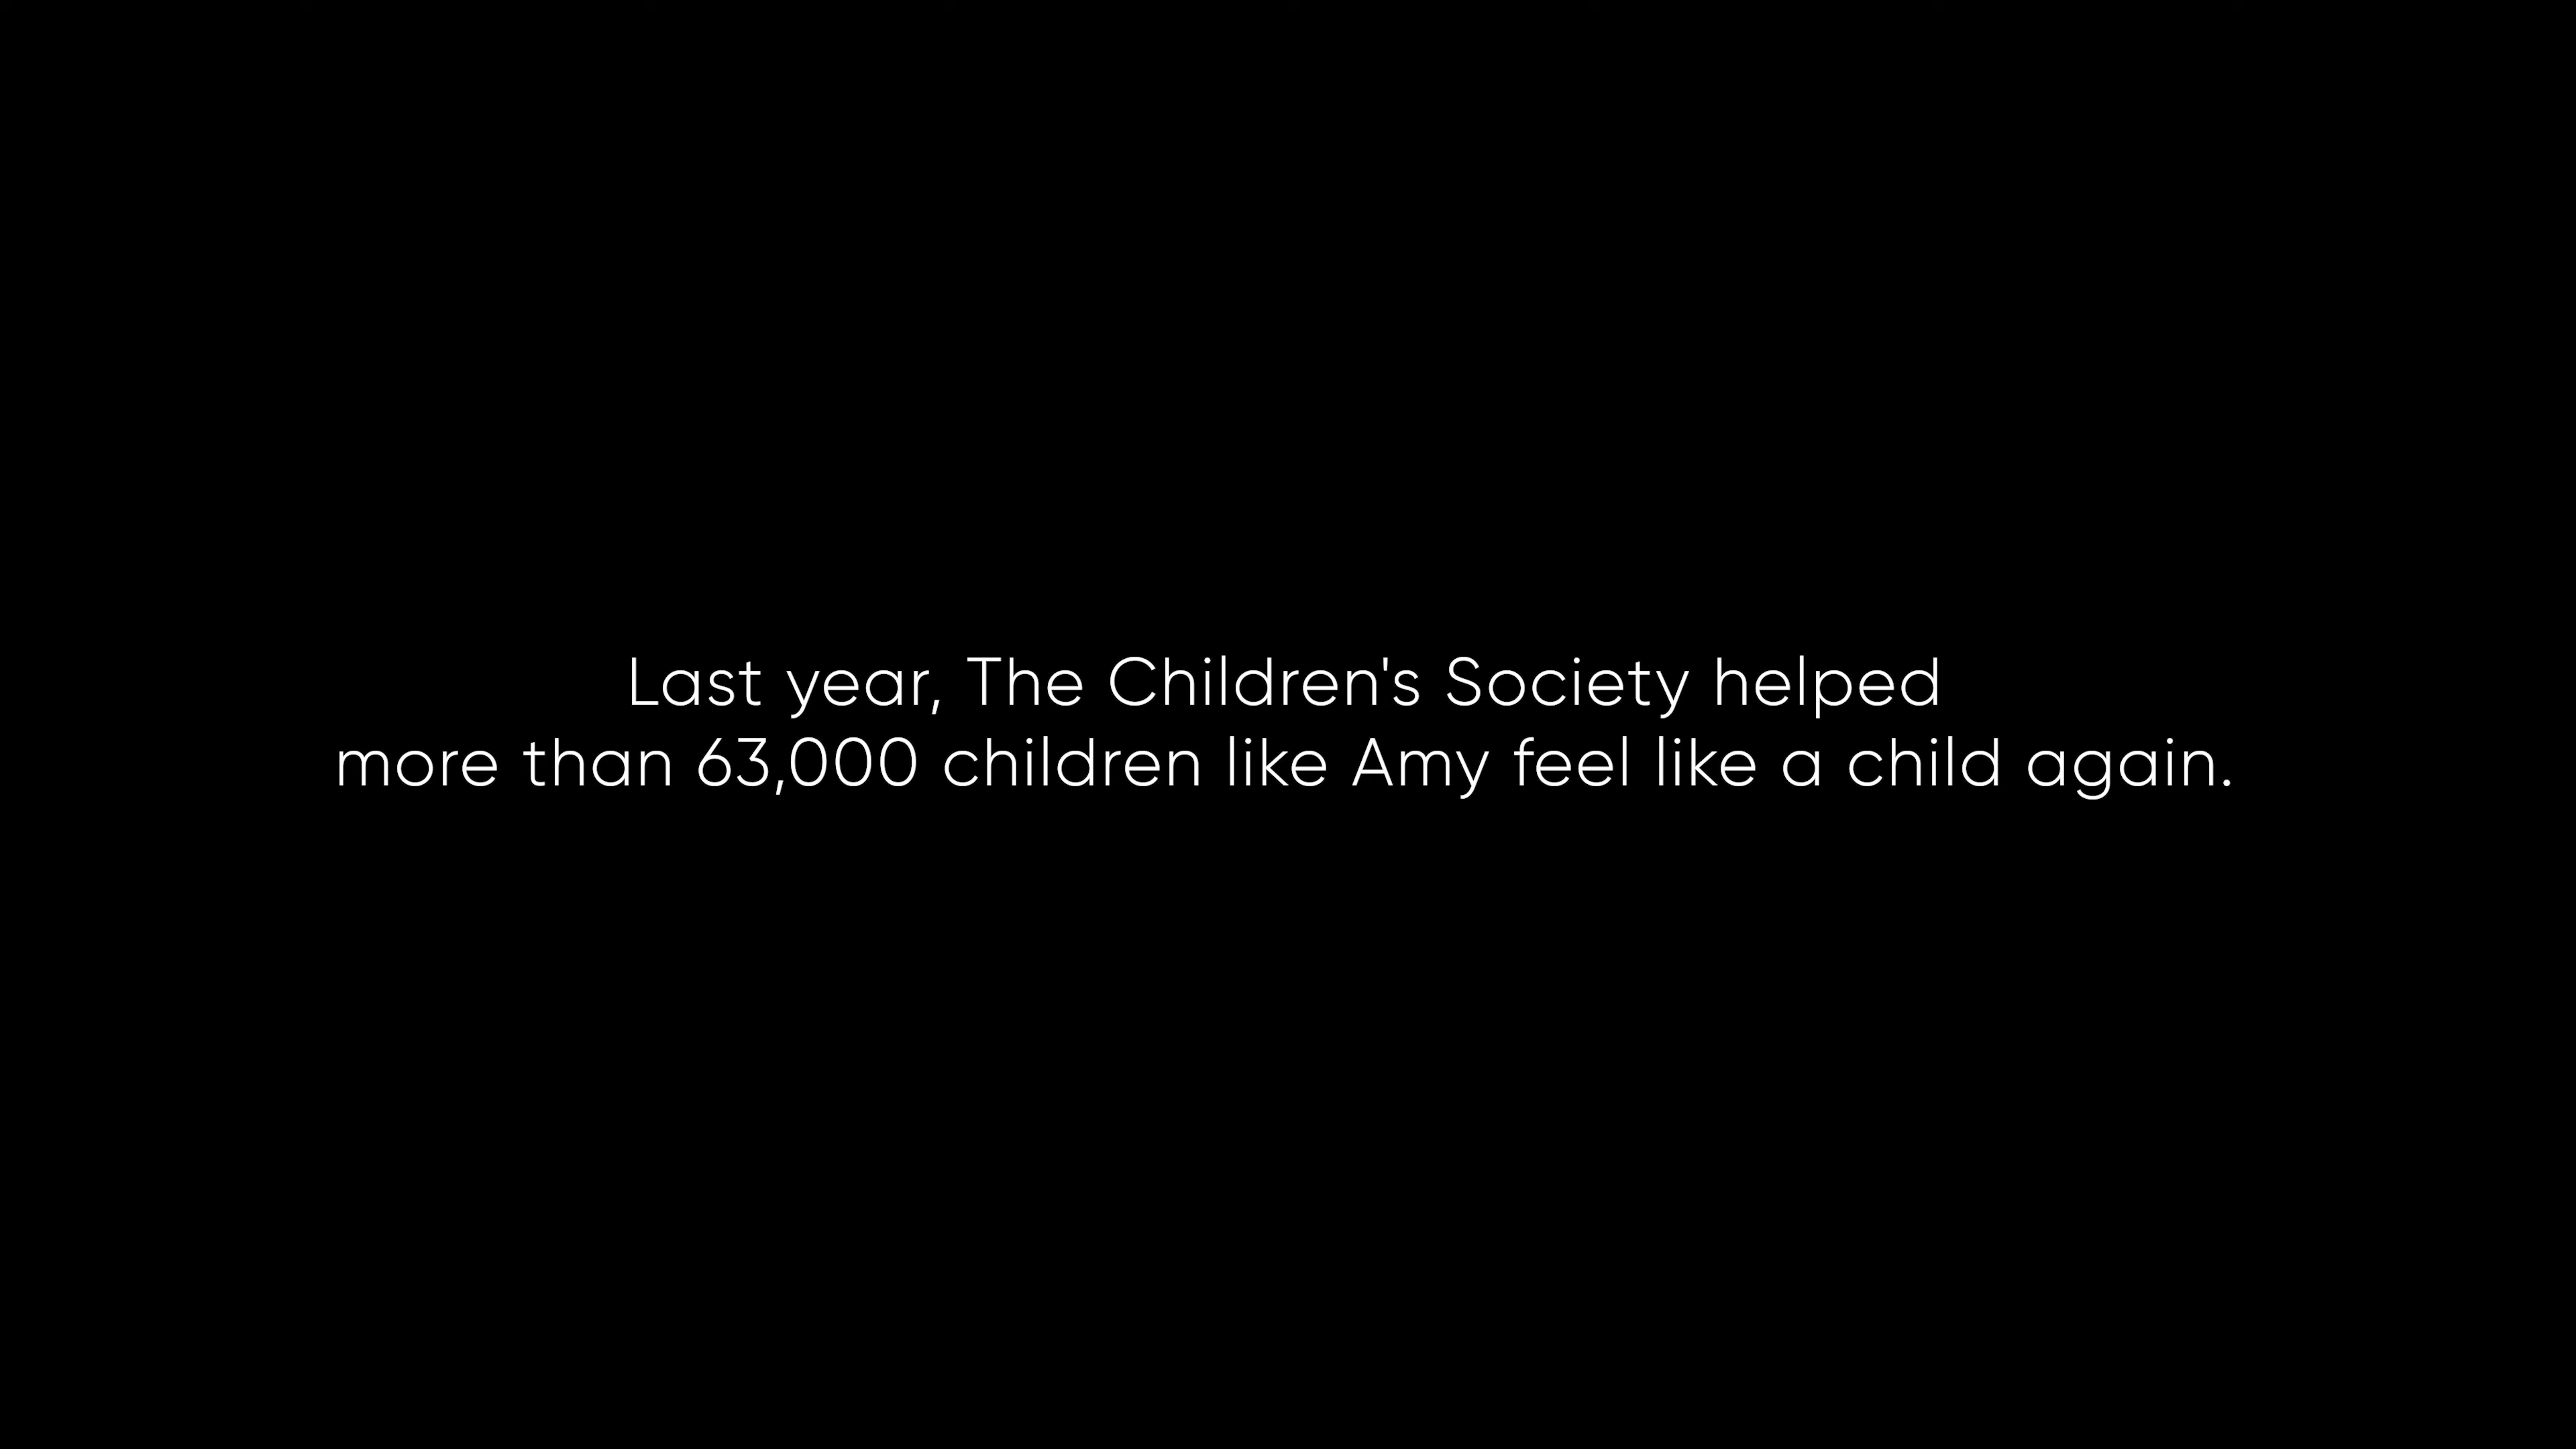 Last year, The Children's Society helped
more than 63,000 children like Amy feel like a child again.